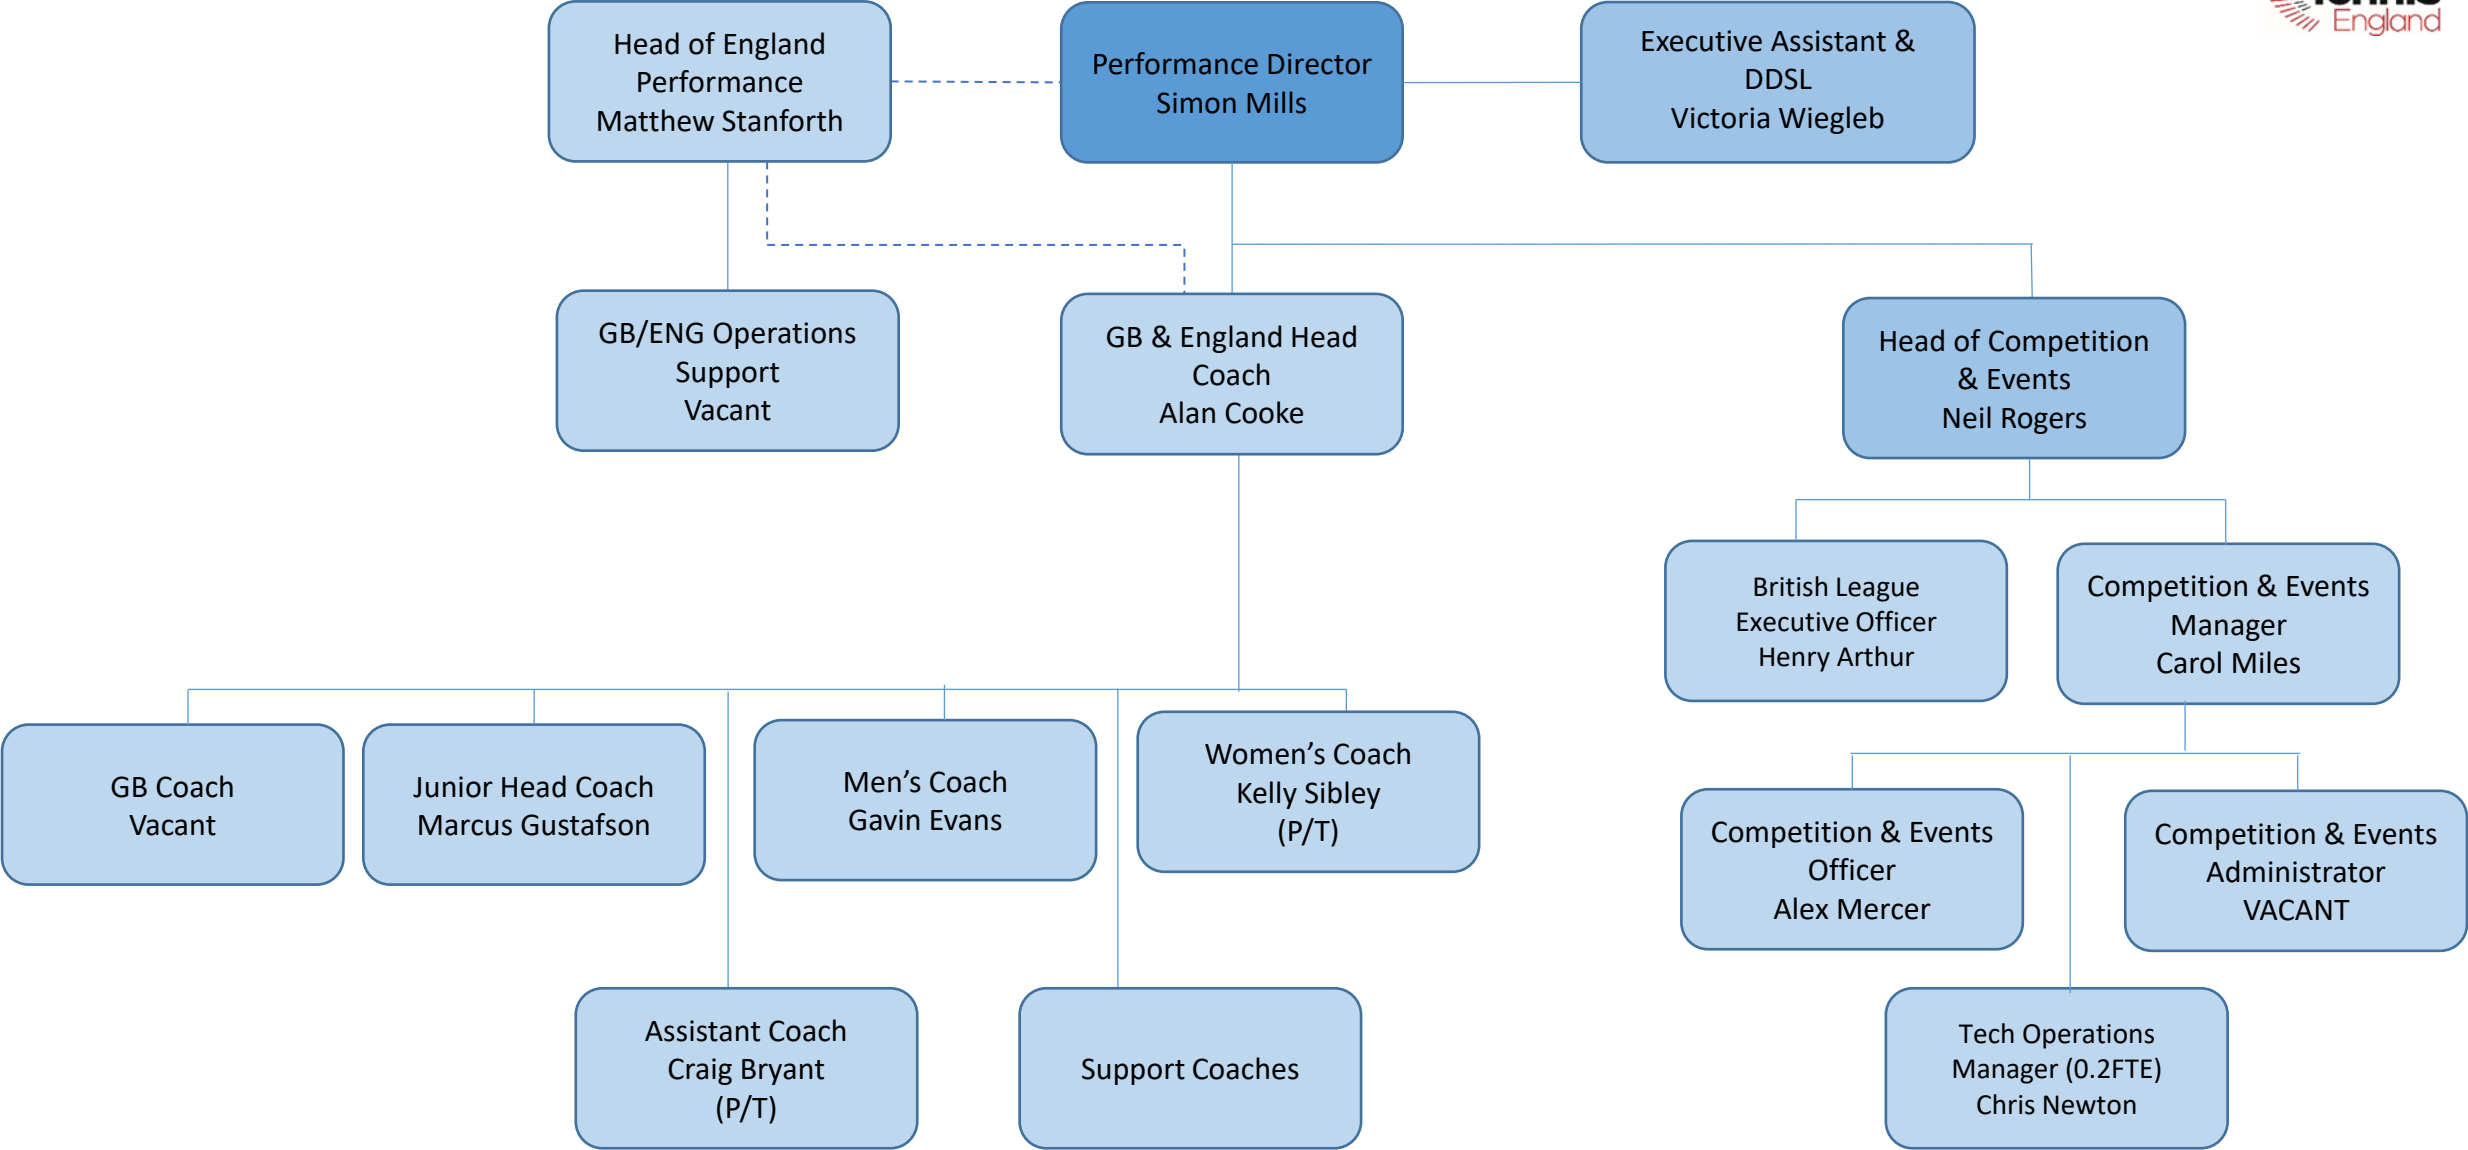 England
Head of England
Performance
Matthew Stanforth
Performance Director
Simon Mills
Executive Assistant &
DDSL
Victoria Wiegleb
GB/ENG Operations
Support
Vacant
GB & England Head
Coach
Alan Cooke
Head of Competition
& Events
Neil Rogers
British League
Executive Officer
Henry Arthur
Competition & Events
Manager
Carol Miles
GB Coach
Vacant
Junior Head Coach
Marcus Gustafson
Men’s Coach
Gavin Evans
Women’s Coach
Kelly Sibley
(P/T)
Competition & Events
Officer
Alex Mercer
Competition & Events
Administrator
VACANT
Assistant Coach
Craig Bryant
(P/T)
Support Coaches
Tech Operations
Manager (0.2FTE)
Chris Newton